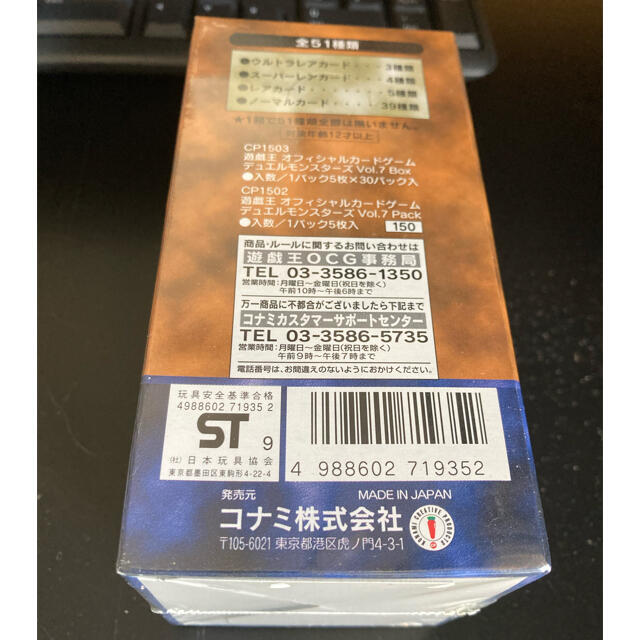 全51種類
●ウルトラレアカード・・・3種類
●スーパーレアカード・・・4種類
●レアカード・・・・・・5種類
●ノーマルカード・・・・39種類
★1箱で51種類全部は揃いません。
対象年齢12才以上
CP1503
遊戯王 オフィシャルカードゲーム
デュエルモンスターズ Vol.7 Box
●入数/1パック5枚×30パック入
CP1502
遊戯王 オフィシャルカードゲーム
デュエルモンスターズ Vol.7 Pack
●入数/1パック5枚入
150
商品・ルールに関するお問い合わせは
遊戯王OCG事務局
TEL 03-3586-1350
営業時間:月曜日~金曜日(祝日を除く)
午前10時~午後6時まで
万一商品に不都合がございましたら下記まで
コナミカスタマーサポートセンター
TEL 03-3586-5735
営業時間:月曜日~金曜日(祝日を除く)
午前9時~午後7時まで
電話番号は、お間違えのないようにおかけください。
玩具安全基準合格
4988602 71935 2
ST 9
(社)日本玩具協会
東京都墨田区東駒形4-22-4
4 988602 719352
発売元
MADE IN JAPAN
コナミ株式会社
〒105-6021 東京都港区虎ノ門4-3-1
KONAMI CREATIVE PRODUCTS